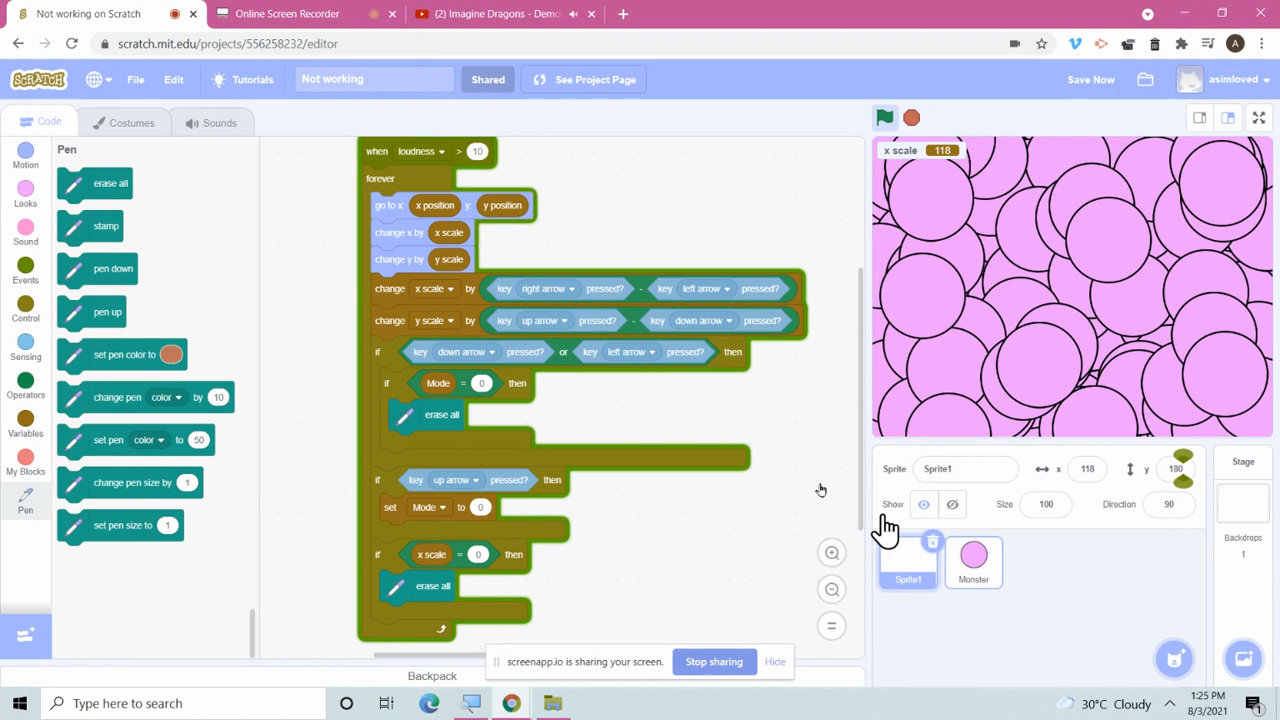 Not working on Scratch
Online Screen Recorder
(2) Imagine Dragons - Demo
scratch.mit.edu/projects/556258232/editor
A
SCRATCH
File
Edit
Tutorials
Not working
Shared
See Project Page
Save Now
asimloved
Code
Costumes
Sounds
Motion
Looks
Sound
Events
Control
Sensing
Operators
Variables
My Blocks
Pen
Pen
erase all
stamp
pen down
pen up
set pen color to
change pen color by 10
set pen color to 50
change pen size by 1
set pen size to 1
when loudness > 10
forever
go to x: x position y: y position
change x by x scale
change y by y scale
change x scale by key right arrow pressed? - key left arrow pressed?
change y scale by key up arrow pressed? - key down arrow pressed?
if key down arrow pressed? or key left arrow pressed? then
if Mode = 0 then
erase all
if key up arrow pressed? then
set Mode to 0
if x scale = 0 then
erase all
x scale 118
Sprite Sprite1 x 118 y 180
Show Size 100 Direction 90
Sprite1
Monster
Stage
Backdrops
1
screenapp.io is sharing your screen. Stop sharing Hide
Backpack
Type here to search
30°C Cloudy
1:25 PM
8/3/2021
1